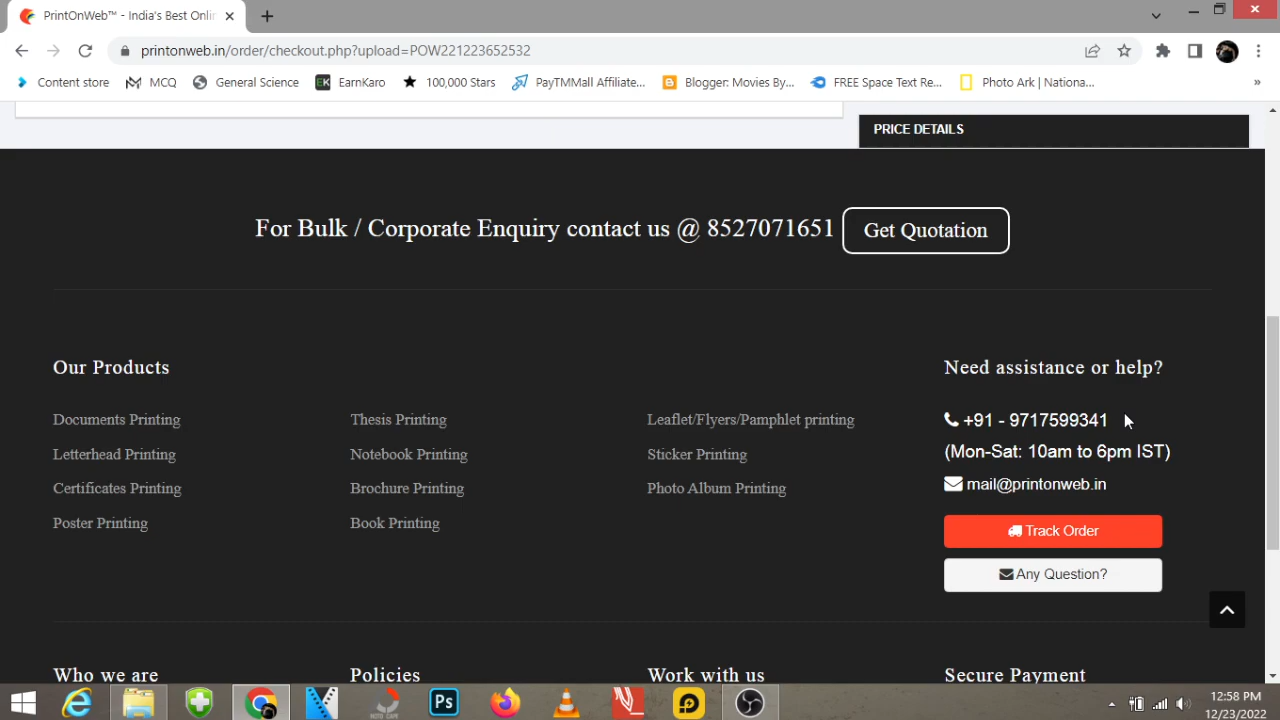 PrintOnWeb™ - India's Best Onlin
printonweb.in/order/checkout.php?upload=POW221223652532
Content store
MCQ
General Science
EarnKaro
100,000 Stars
PayTMMall Affiliate...
Blogger: Movies By...
FREE Space Text Re...
Photo Ark | Nationa...
»
PRICE DETAILS
For Bulk / Corporate Enquiry contact us @ 8527071651
Get Quotation
Our Products
Need assistance or help?
Documents Printing
Thesis Printing
Leaflet/Flyers/Pamphlet printing
+91 - 9717599341
Letterhead Printing
Notebook Printing
Sticker Printing
(Mon-Sat: 10am to 6pm IST)
Certificates Printing
Brochure Printing
Photo Album Printing
mail@printonweb.in
Poster Printing
Book Printing
Track Order
Any Question?
Who we are
Policies
Work with us
Secure Payment
Ps
12:58 PM
12/23/2022